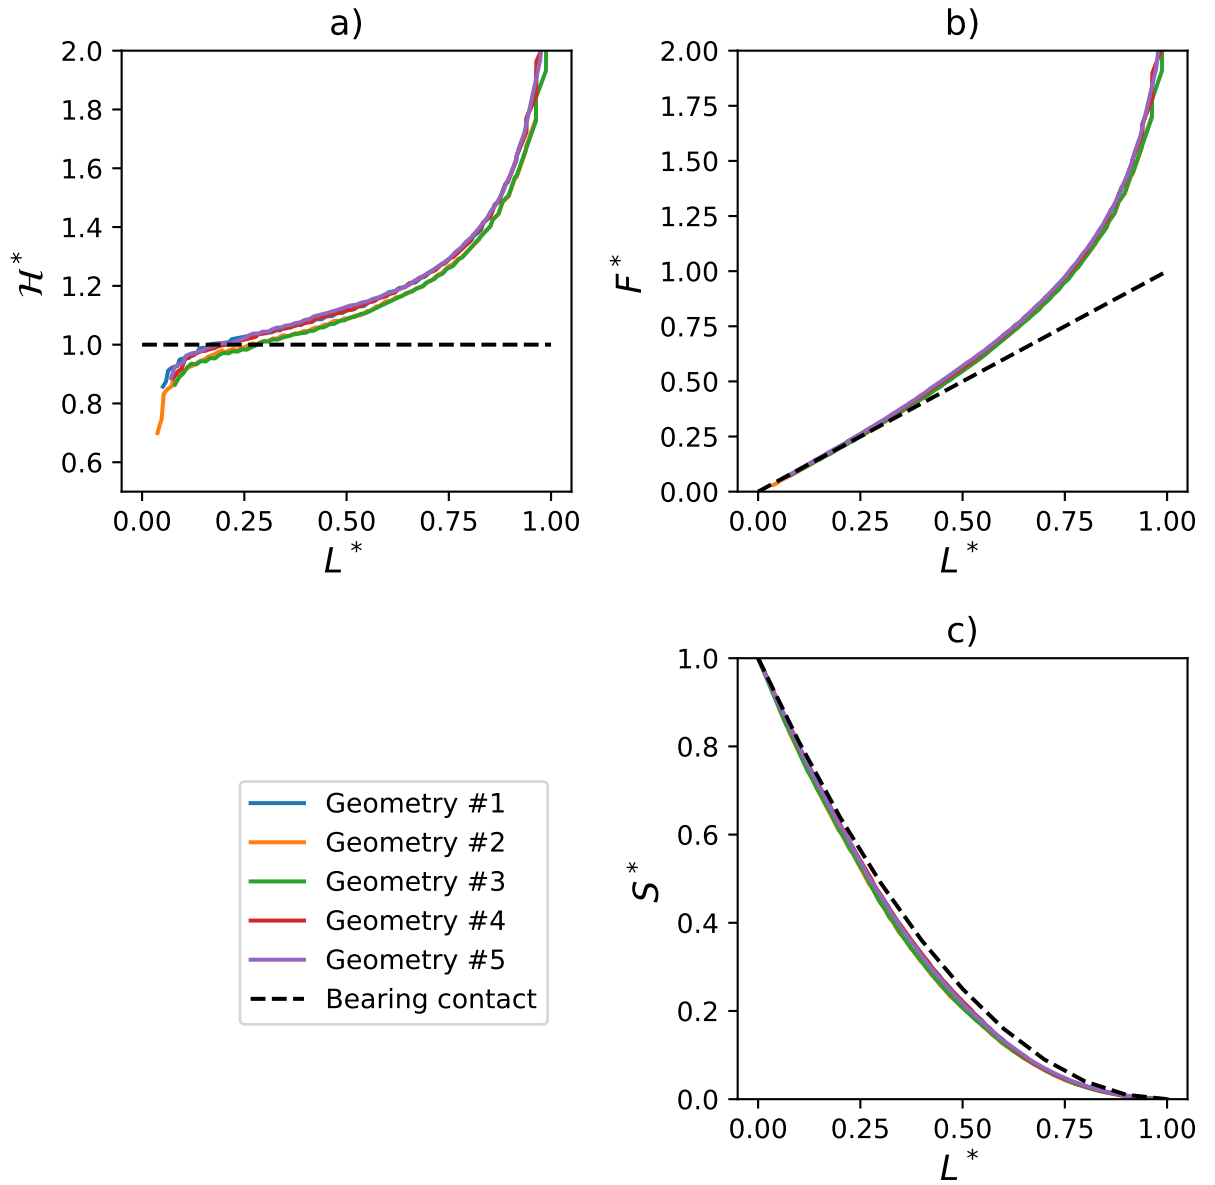 a)
2.0
1.8
1.6
1.4
1.2
1.0
0.8
0.6
ℋ*
0.00 0.25 0.50 0.75 1.00
L*
b)
2.00
1.75
1.50
1.25
1.00
0.75
0.50
0.25
0.00
F*
0.00 0.25 0.50 0.75 1.00
L*
Geometry #1
Geometry #2
Geometry #3
Geometry #4
Geometry #5
Bearing contact
c)
1.0
0.8
0.6
0.4
0.2
0.0
S*
0.00 0.25 0.50 0.75 1.00
L*